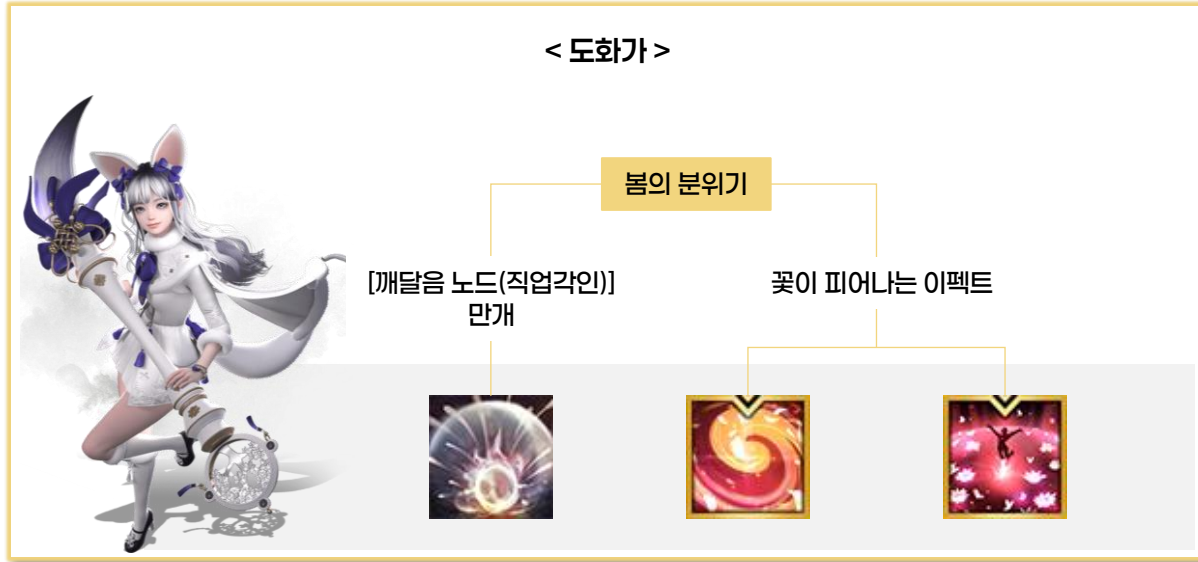 < 도화가 >
봄의 분위기
[깨달음 노드(직업각인)]
만개
꽃이 피어나는 이펙트